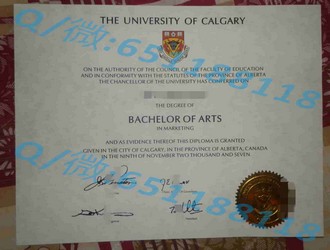 THE UNIVERSITY OF CALGARY
ON THE AUTHORITY OF THE COUNCIL OF THE FACULTY OF EDUCATION
AND IN CONFORMITY WITH THE STATUTES OF THE PROVINCE OF ALBERTA
THE CHANCELLOR OF THE UNIVERSITY HAS CONFERRED ON
THE DEGREE OF
BACHELOR OF ARTS
IN MARKETING
AND AS EVIDENCE THEREOF THIS DIPLOMA IS GRANTED
GIVEN IN THE CITY OF CALGARY, IN THE PROVINCE OF ALBERTA, CANADA
IN THE NINTH OF NOVEMBER TWO THOUSAND AND SEVEN